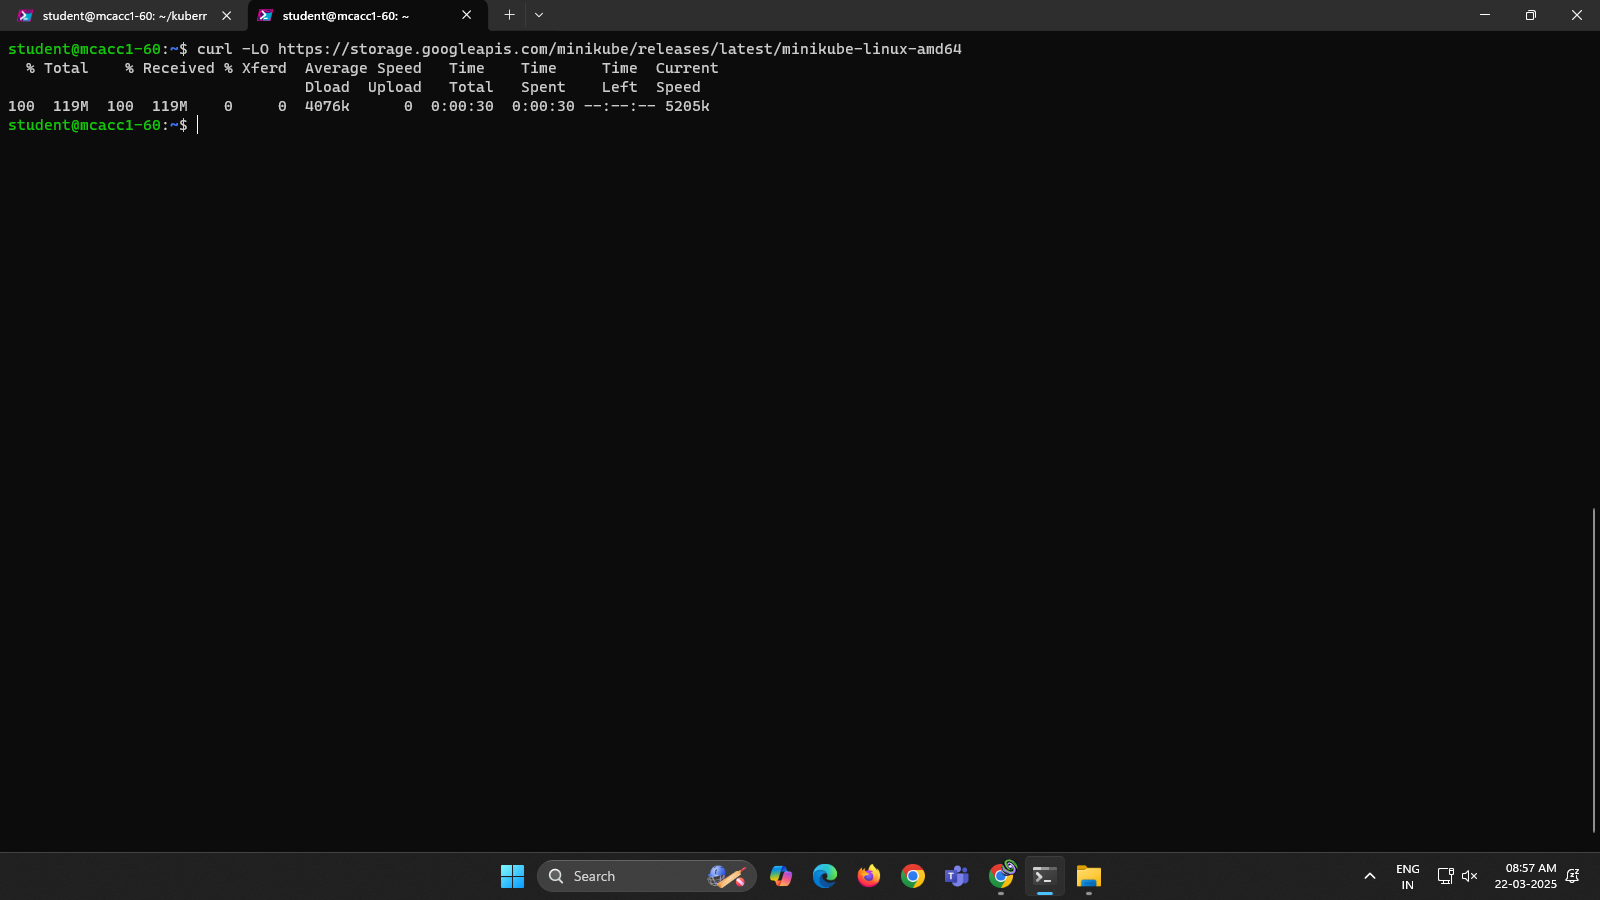 student@mcacc1-60: ~/kuberr
student@mcacc1-60: ~
student@mcacc1-60:~$ curl -LO https://storage.googleapis.com/minikube/releases/latest/minikube-linux-amd64
% Total % Received % Xferd Average Speed Time Time Time Current
Dload Upload Total Spent Left Speed
100 119M 100 119M 0 0 4076k 0 0:00:30 0:00:30 --:--:-- 5205k
student@mcacc1-60:~$
Search
ENG
IN
08:57 AM
22-03-2025